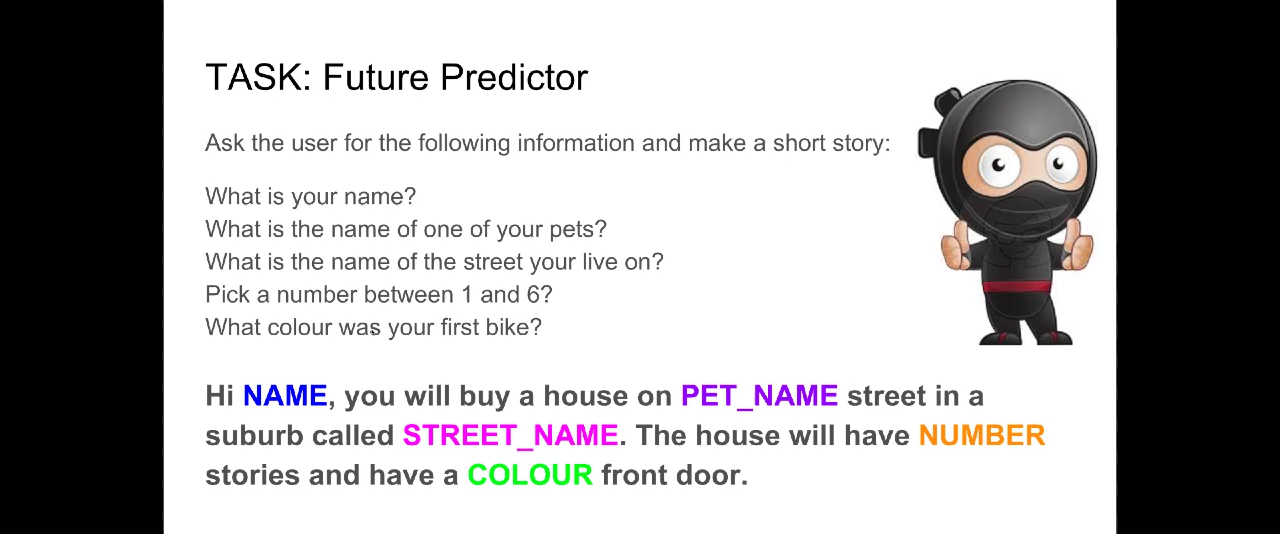 TASK: Future Predictor
Ask the user for the following information and make a short story:
What is your name?
What is the name of one of your pets?
What is the name of the street your live on?
Pick a number between 1 and 6?
What colour was your first bike?
Hi NAME, you will buy a house on PET_NAME street in a
suburb called STREET_NAME. The house will have NUMBER
stories and have a COLOUR front door.